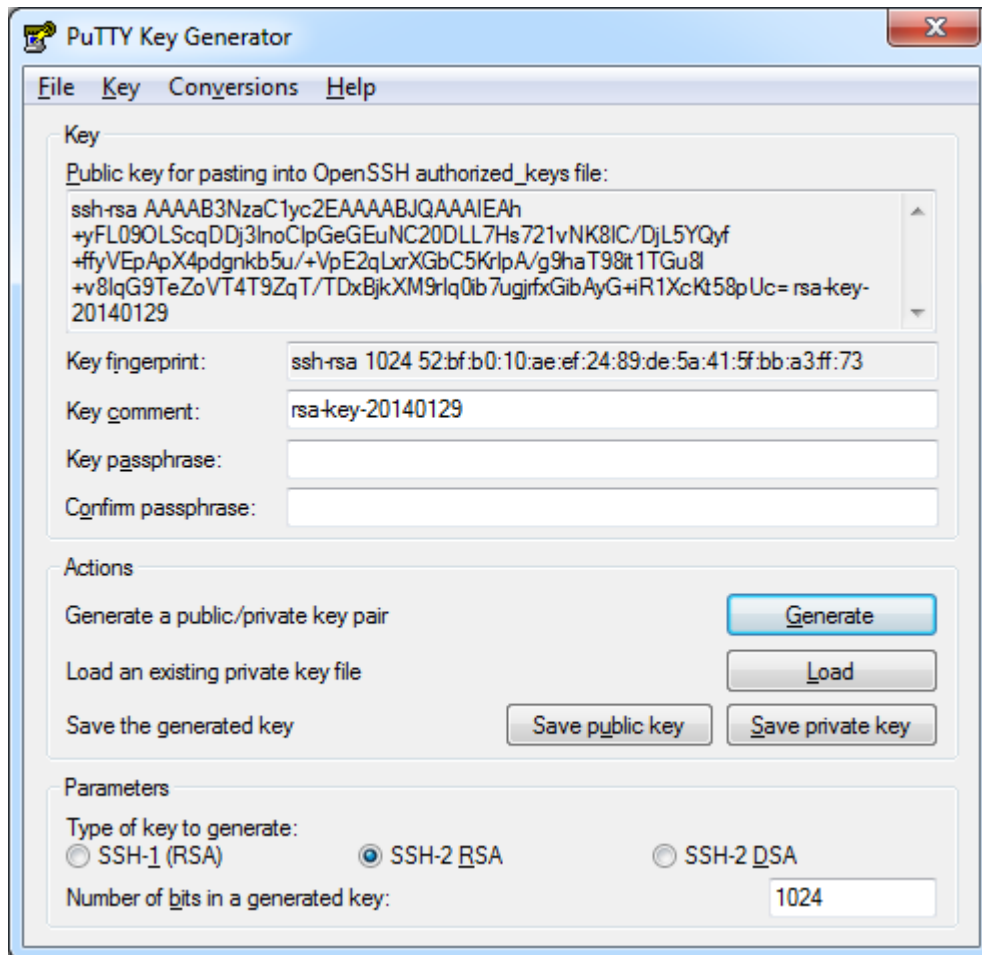 PuTTY Key Generator
File Key Conversions Help
Key
Public key for pasting into OpenSSH authorized_keys file:
ssh-rsa AAAAB3NzaC1yc2EAAAABJQAAAIEAh
+yFL09OLScqDDj3lnoClpGeGEuNC20DLL7Hs721vNK8IC/DjL5YQyf
+ffyVEpApX4pdgnkb5u/+VpE2qLxrXGbC5KrlpA/g9haT98it1TGu8l
+v8IqG9TeZoVT4T9ZqT/TDxBjkXM9rlq0ib7ugjrfxGibAyG+iR1XcKt58pUc= rsa-key-
20140129
Key fingerprint: ssh-rsa 1024 52:bf:b0:10:ae:ef:24:89:de:5a:41:5f:bb:a3:ff:73
Key comment: rsa-key-20140129
Key passphrase:
Confirm passphrase:
Actions
Generate a public/private key pair Generate
Load an existing private key file Load
Save the generated key Save public key Save private key
Parameters
Type of key to generate:
SSH-1 (RSA) SSH-2 RSA SSH-2 DSA
Number of bits in a generated key: 1024